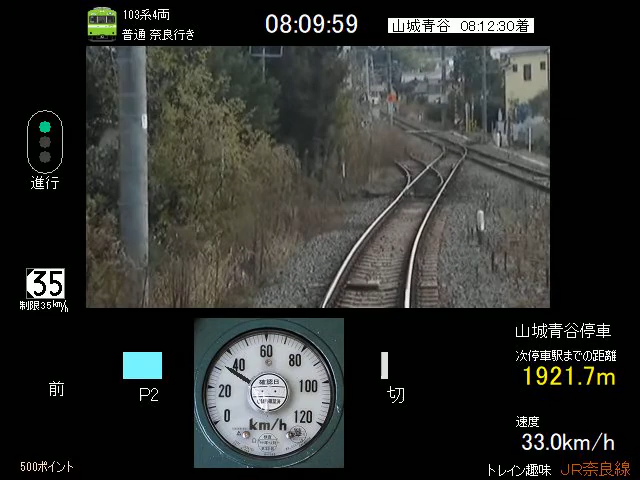 103系4両
普通 奈良行き
08:09:59
山城青谷 08:12:30着
進行
35
制限35km/h
前
P2
0
20
40
60
80
100
120
確認日
km/h
切
山城青谷停車
次停車駅までの距離
1921.7m
速度
33.0km/h
500ポイント
トレイン趣味 JR奈良線